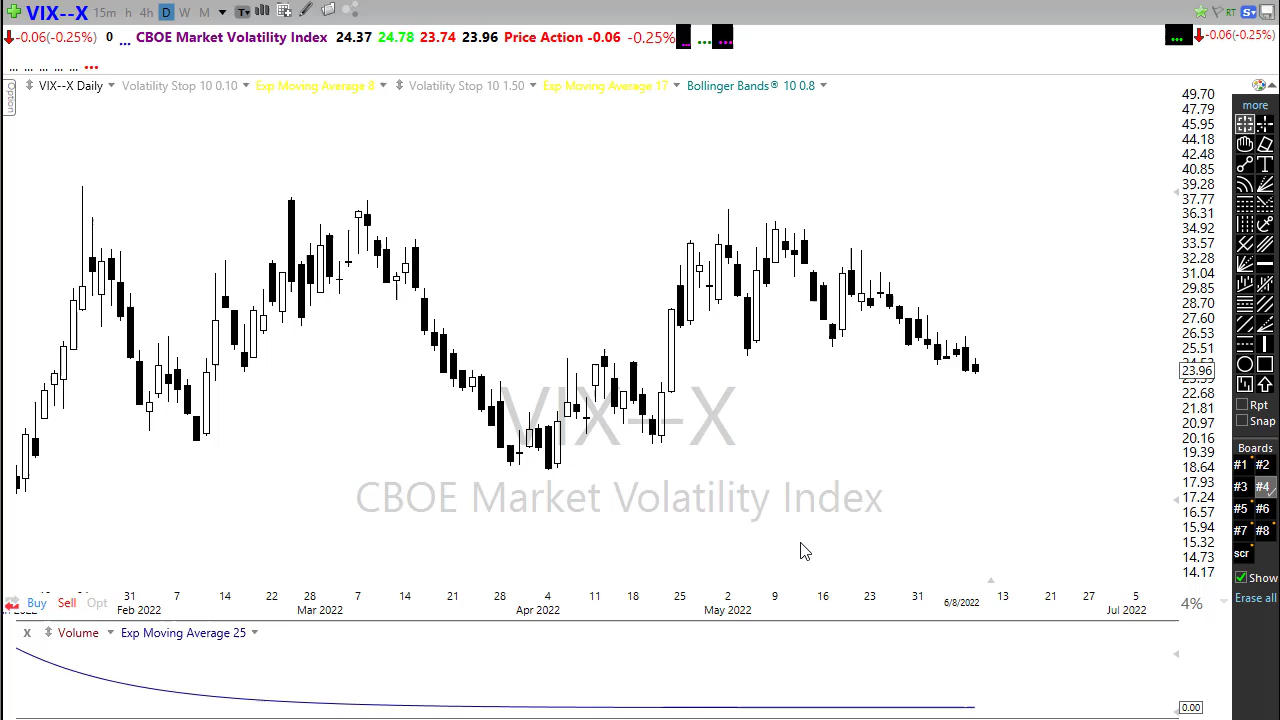 VIX--X 15m h 4h D W M T RT S
-0.06(-0.25%) 0 ... CBOE Market Volatility Index 24.37 24.78 23.74 23.96 Price Action -0.06 -0.25% ... ... ... ... -0.06(-0.25%)
... ... ... ... ... ...
Option
VIX--X Daily Volatility Stop 10 0.10 Exp Moving Average 8 Volatility Stop 10 1.50 Exp Moving Average 17 Bollinger Bands® 10 0.8
49.70
47.79
45.95
44.18
42.48
40.85
39.28
37.77
36.31
34.92
33.57
32.28
31.04
29.85
28.70
27.60
26.53
25.51
23.96
22.68
21.81
20.97
20.16
19.39
18.64
17.93
17.24
16.57
15.94
15.32
14.73
14.17
VIX--X
CBOE Market Volatility Index
31 7 14 22 28 7 14 21 28 4 11 18 25 2 9 16 23 31 13 21 27 5
Feb 2022 Mar 2022 Apr 2022 May 2022 6/8/2022 Jul 2022
Buy Sell Opt
4%
x Volume Exp Moving Average 25
0.00
more
T
Rpt
Snap
Boards
#1 #2
#3 #4
#5 #6
#7 #8
scr
Show
Erase all